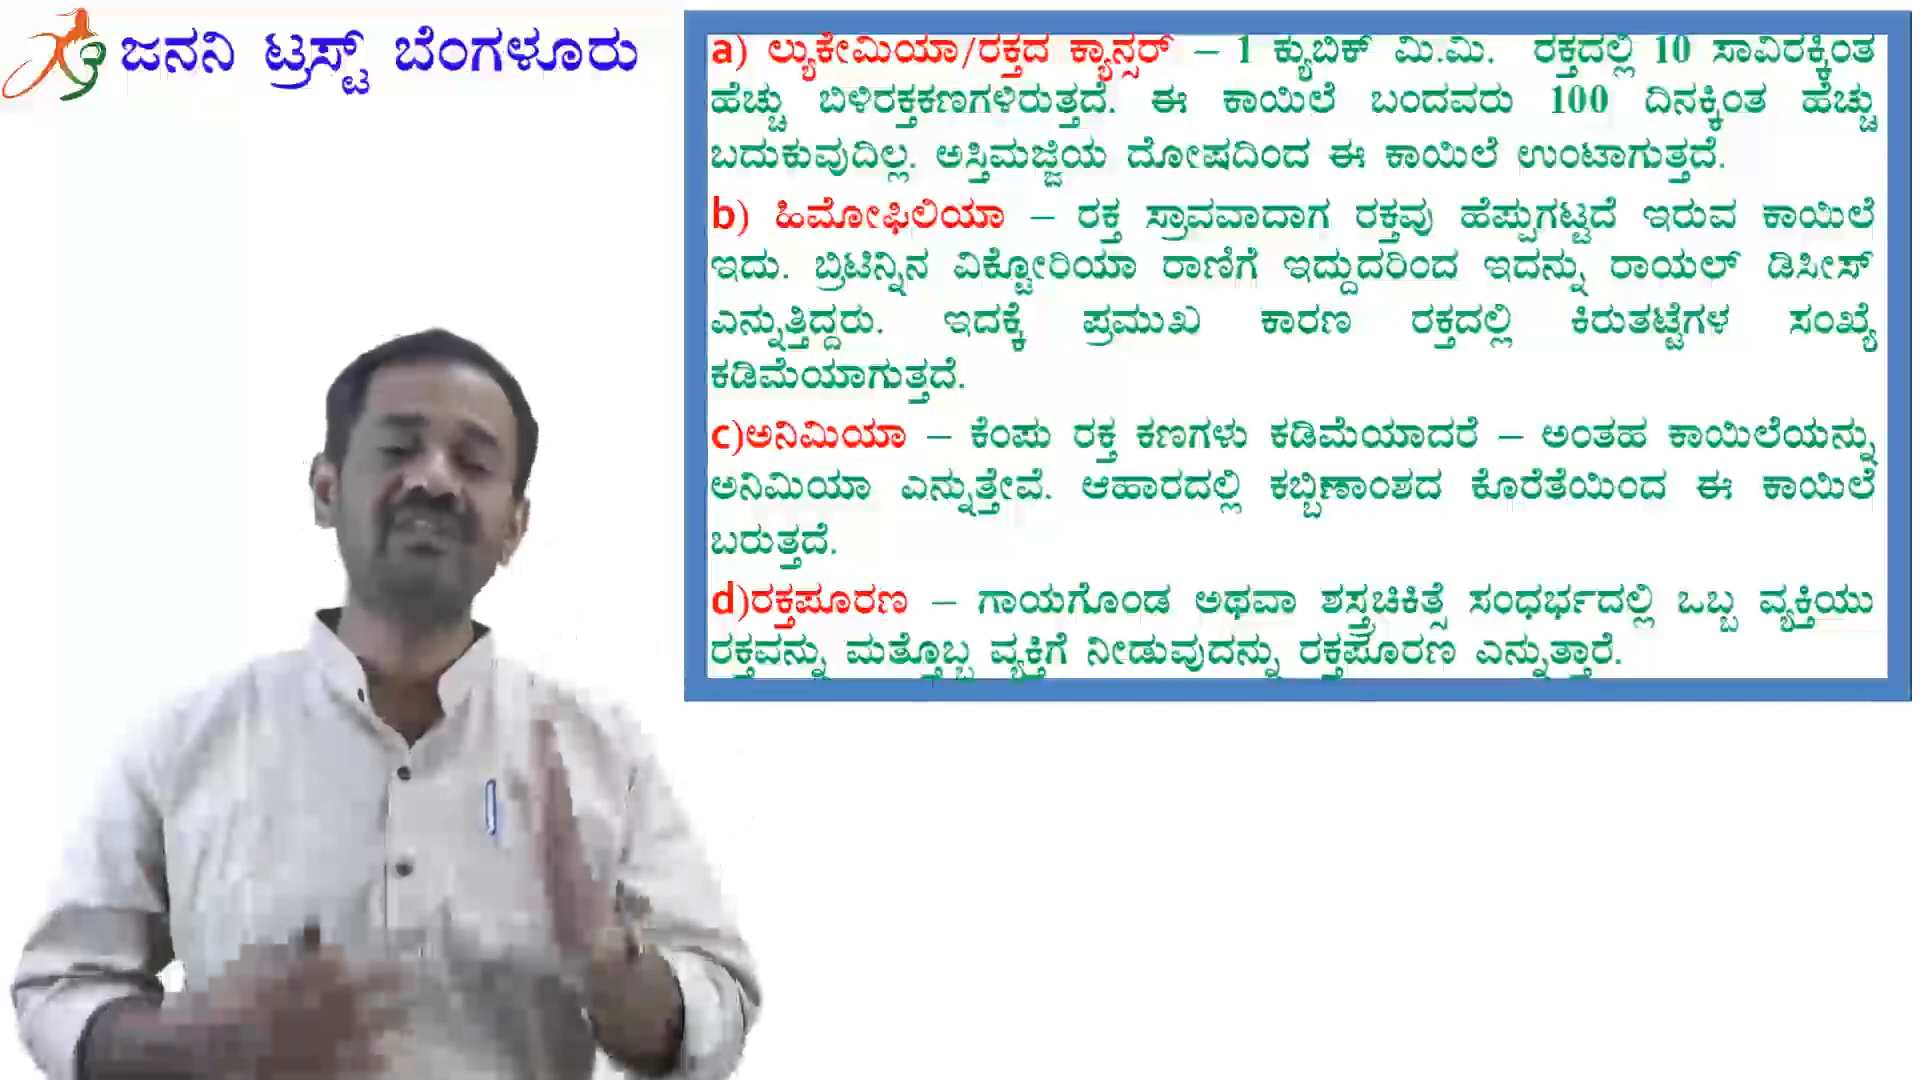 ಜನನಿ ಟ್ರಸ್ಟ್ ಬೆಂಗಳೂರು
a) ಲ್ಯುಕೇಮಿಯಾ/ರಕ್ತದ ಕ್ಯಾನ್ಸರ್ – 1 ಕ್ಯುಬಿಕ್ ಮಿ.ಮಿ. ರಕ್ತದಲ್ಲಿ 10 ಸಾವಿರಕ್ಕಿಂತ
ಹೆಚ್ಚು ಬಿಳಿರಕ್ತಕಣಗಳಿರುತ್ತದೆ. ಈ ಕಾಯಿಲೆ ಬಂದವರು 100 ದಿನಕ್ಕಿಂತ ಹೆಚ್ಚು
ಬದುಕುವುದಿಲ್ಲ. ಅಸ್ತಿಮಜ್ಜೆಯ ದೋಷದಿಂದ ಈ ಕಾಯಿಲೆ ಉಂಟಾಗುತ್ತದೆ.
b) ಹಿಮೋಫಿಲಿಯಾ – ರಕ್ತ ಸ್ರಾವವಾದಾಗ ರಕ್ತವು ಹೆಪ್ಪುಗಟ್ಟದೆ ಇರುವ ಕಾಯಿಲೆ
ಇದು. ಬ್ರಿಟಿನ್ನಿನ ವಿಕ್ಟೋರಿಯಾ ರಾಣಿಗೆ ಇದ್ದುದರಿಂದ ಇದನ್ನು ರಾಯಲ್ ಡಿಸೀಸ್
ಎನ್ನುತ್ತಿದ್ದರು. ಇದಕ್ಕೆ ಪ್ರಮುಖ ಕಾರಣ ರಕ್ತದಲ್ಲಿ ಕಿರುತಟ್ಟೆಗಳ ಸಂಖ್ಯೆ
ಕಡಿಮೆಯಾಗುತ್ತದೆ.
c)ಅನಿಮಿಯಾ – ಕೆಂಪು ರಕ್ತ ಕಣಗಳು ಕಡಿಮೆಯಾದರೆ – ಅಂತಹ ಕಾಯಿಲೆಯನ್ನು
ಅನಿಮಿಯಾ ಎನ್ನುತ್ತೇವೆ. ಆಹಾರದಲ್ಲಿ ಕಬ್ಬಿಣಾಂಶದ ಕೊರೆತೆಯಿಂದ ಈ ಕಾಯಿಲೆ
ಬರುತ್ತದೆ.
d)ರಕ್ತಪೂರಣ – ಗಾಯಗೊಂಡ ಅಥವಾ ಶಸ್ತ್ರಚಿಕಿತ್ಸೆ ಸಂಧರ್ಭದಲ್ಲಿ ಒಬ್ಬ ವ್ಯಕ್ತಿಯು
ರಕ್ತವನ್ನು ಮತ್ತೊಬ್ಬ ವ್ಯಕ್ತಿಗೆ ನೀಡುವುದನ್ನು ರಕ್ತಪೂರಣ ಎನ್ನುತ್ತಾರೆ.